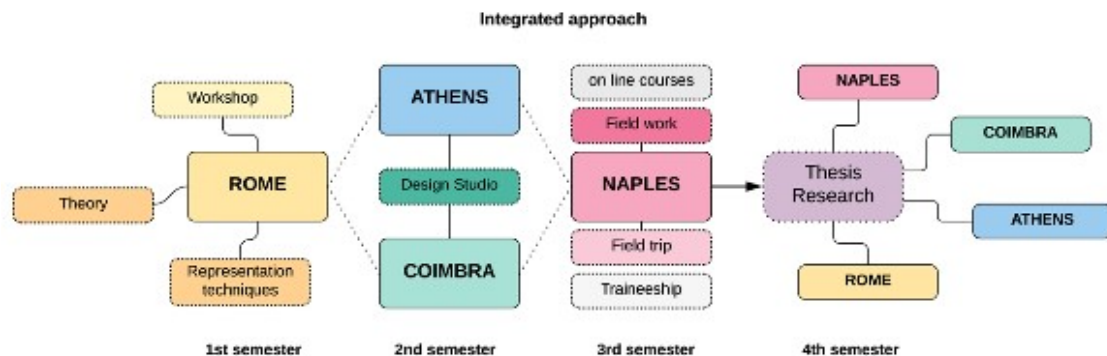 Integrated approach
Workshop
ROME
Theory
Representation
techniques
1st semester
ATHENS
Design Studio
COIMBRA
2nd semester
on line courses
Field work
NAPLES
Field trip
Traineeship
3rd semester
NAPLES
COIMBRA
Thesis
Research
ATHENS
ROME
4th semester